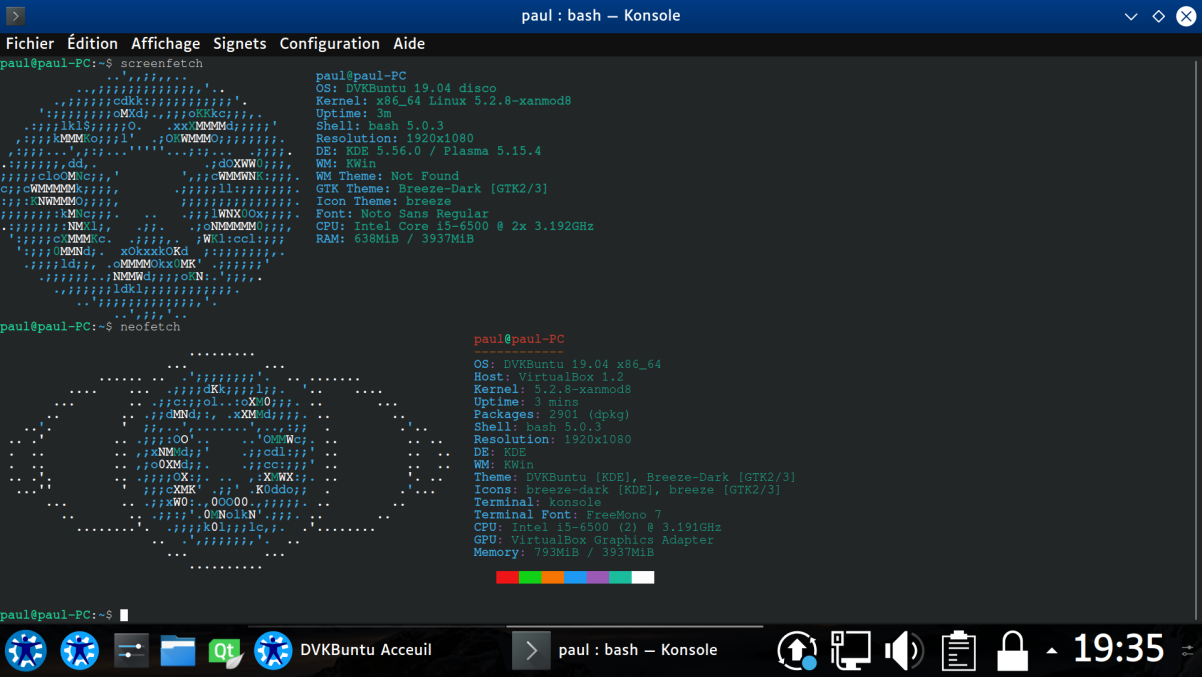 paul : bash — Konsole
Fichier Édition Affichage Signets Configuration Aide
paul@paul-PC:~$ screenfetch
paul@paul-PC
OS: DVKBuntu 19.04 disco
Kernel: x86_64 Linux 5.2.8-xanmod8
Uptime: 3m
Shell: bash 5.0.3
Resolution: 1920x1080
DE: KDE 5.56.0 / Plasma 5.15.4
WM: KWin
WM Theme: Not Found
GTK Theme: Breeze-Dark [GTK2/3]
Icon Theme: breeze
Font: Noto Sans Regular
CPU: Intel Core i5-6500 @ 2x 3.192GHz
RAM: 638MiB / 3937MiB
paul@paul-PC:~$ neofetch
paul@paul-PC
------------
OS: DVKBuntu 19.04 x86_64
Host: VirtualBox 1.2
Kernel: 5.2.8-xanmod8
Uptime: 3 mins
Packages: 2901 (dpkg)
Shell: bash 5.0.3
Resolution: 1920x1080
DE: KDE
WM: KWin
Theme: DVKBuntu [KDE], Breeze-Dark [GTK2/3]
Icons: breeze-dark [KDE], breeze [GTK2/3]
Terminal: konsole
Terminal Font: FreeMono 7
CPU: Intel i5-6500 (2) @ 3.191GHz
GPU: VirtualBox Graphics Adapter
Memory: 793MiB / 3937MiB
paul@paul-PC:~$
Qt
DVKBuntu Acceuil
paul : bash — Konsole
19:35